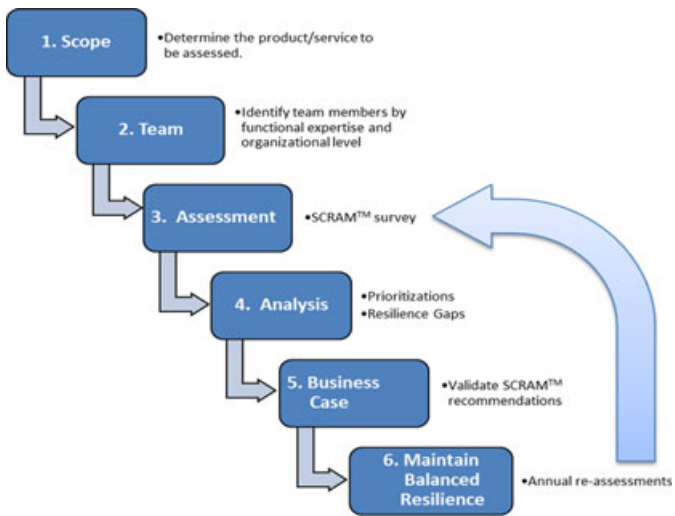 1. Scope
•Determine the product/service to
be assessed.
2. Team
•Identify team members by
functional expertise and
organizational level
3. Assessment
•SCRAM™ survey
4. Analysis
•Prioritizations
•Resilience Gaps
5. Business
Case
•Validate SCRAM™
recommendations
6. Maintain
Balanced
Resilience
•Annual re-assessments